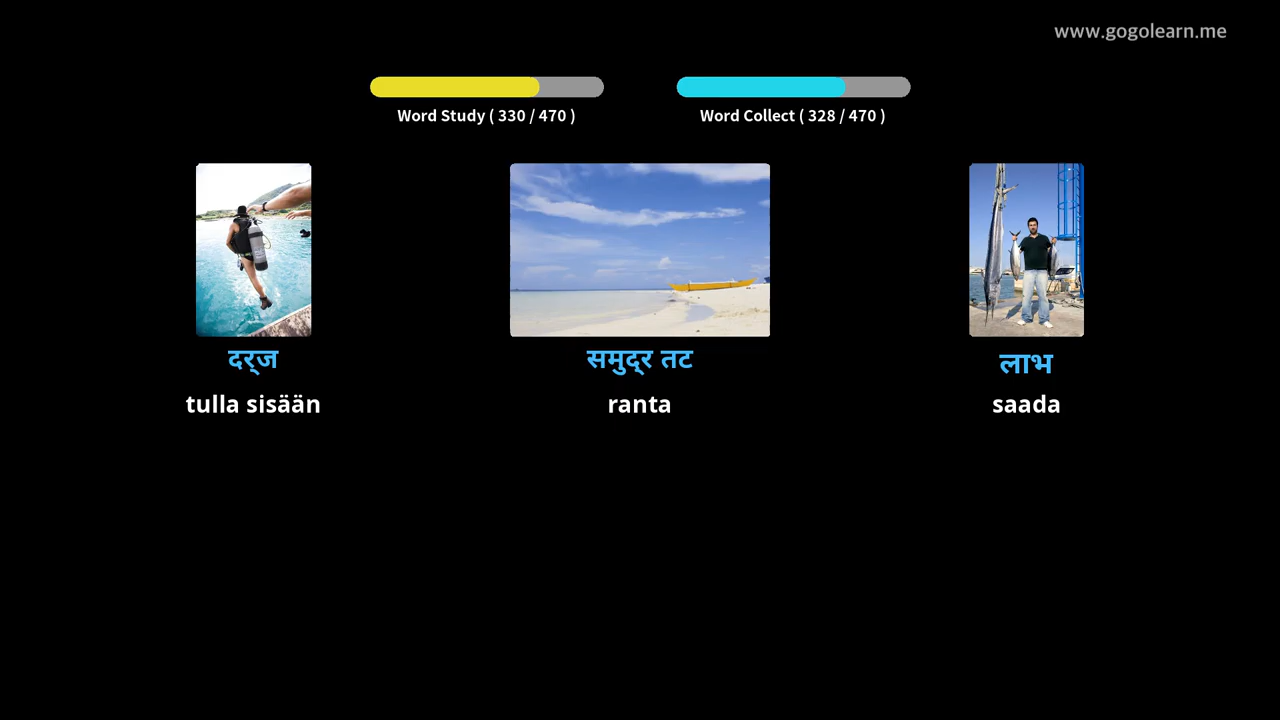 www.gogolearn.me
Word Study ( 330 / 470 )
Word Collect ( 328 / 470 )
दर्ज
समुद्र तट
लाभ
tulla sisään
ranta
saada